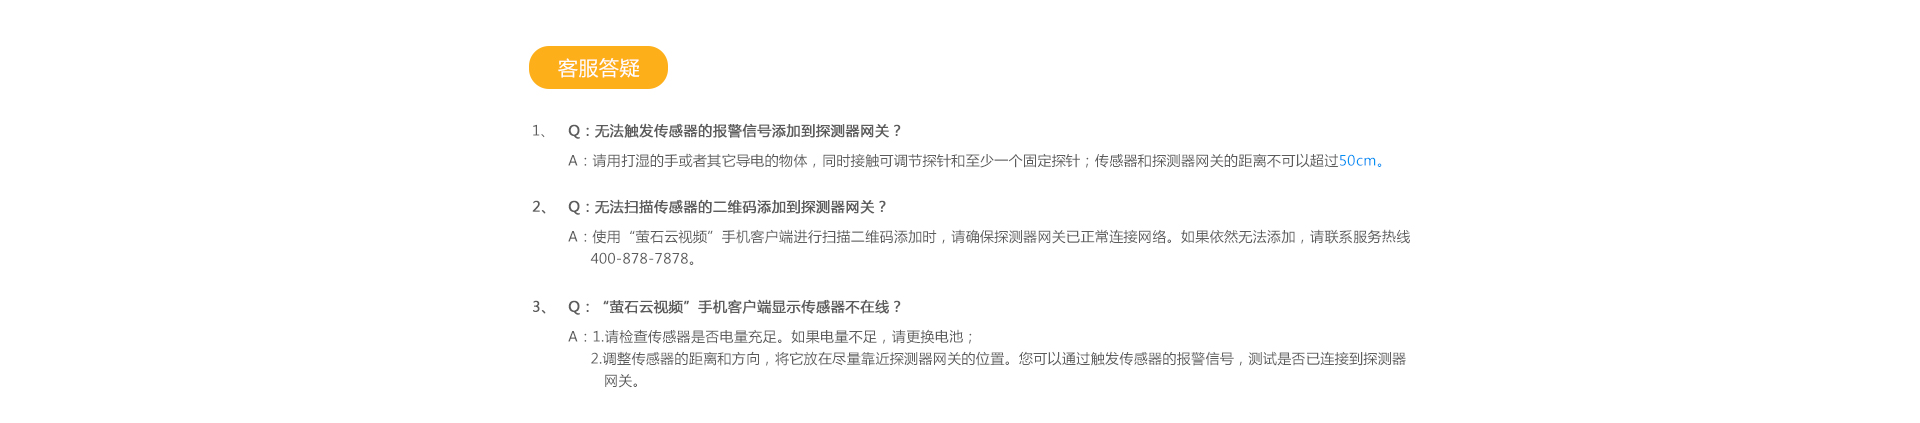 客服答疑
1、 Q：无法触发传感器的报警信号添加到探测器网关？
A：请用打湿的手或者其它导电的物体，同时接触可调节探针和至少一个固定探针；传感器和探测器网关的距离不可以超过50cm。
2、 Q：无法扫描传感器的二维码添加到探测器网关？
A：使用“萤石云视频”手机客户端进行扫描二维码添加时，请确保探测器网关已正常连接网络。如果依然无法添加，请联系服务热线
400-878-7878。
3、 Q：“萤石云视频”手机客户端显示传感器不在线？
A：1.请检查传感器是否电量充足。如果电量不足，请更换电池；
2.调整传感器的距离和方向，将它放在尽量靠近探测器网关的位置。您可以通过触发传感器的报警信号，测试是否已连接到探测器
网关。